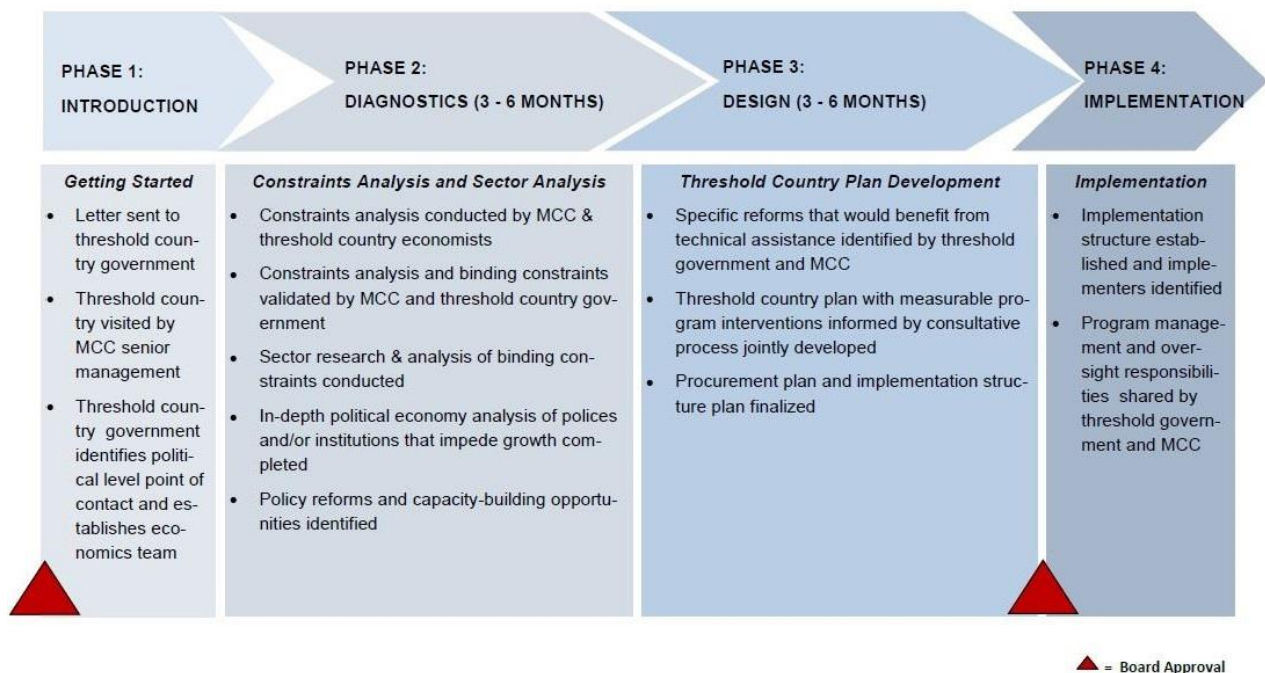 PHASE 1:
INTRODUCTION
PHASE 2:
DIAGNOSTICS (3 - 6 MONTHS)
PHASE 3:
DESIGN (3 - 6 MONTHS)
PHASE 4:
IMPLEMENTATION
Getting Started
• Letter sent to
threshold coun-
try government
• Threshold coun-
try visited by
MCC senior
management
• Threshold coun-
try government
identifies politi-
cal level point of
contact and es-
tablishes eco-
nomics team
Constraints Analysis and Sector Analysis
• Constraints analysis conducted by MCC &
threshold country economists
• Constraints analysis and binding constraints
validated by MCC and threshold country gov-
ernment
• Sector research & analysis of binding con-
straints conducted
• In-depth political economy analysis of polices
and/or institutions that impede growth com-
pleted
• Policy reforms and capacity-building opportu-
nities identified
Threshold Country Plan Development
• Specific reforms that would benefit from
technical assistance identified by threshold
government and MCC
• Threshold country plan with measurable pro-
gram interventions informed by consultative
process jointly developed
• Procurement plan and implementation struc-
ture plan finalized
Implementation
• Implementation
structure estab-
lished and imple-
menters identified
• Program manage-
ment and over-
sight responsibili-
ties shared by
threshold govern-
ment and MCC
= Board Approval